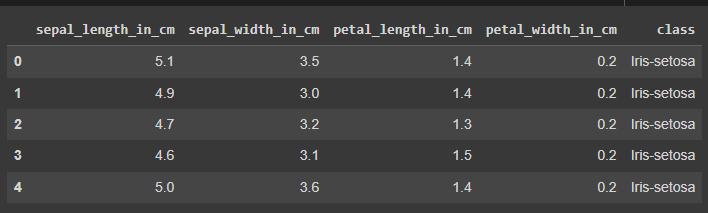 sepal_length_in_cm sepal_width_in_cm petal_length_in_cm petal_width_in_cm class
0 5.1 3.5 1.4 0.2 Iris-setosa
1 4.9 3.0 1.4 0.2 Iris-setosa
2 4.7 3.2 1.3 0.2 Iris-setosa
3 4.6 3.1 1.5 0.2 Iris-setosa
4 5.0 3.6 1.4 0.2 Iris-setosa